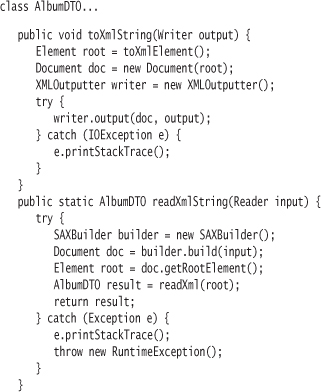 class AlbumDTO...
public void toXmlString(Writer output) {
Element root = toXmlElement();
Document doc = new Document(root);
XMLOutputter writer = new XMLOutputter();
try {
writer.output(doc, output);
} catch (IOException e) {
e.printStackTrace();
}
}
public static AlbumDTO readXmlString(Reader input) {
try {
SAXBuilder builder = new SAXBuilder();
Document doc = builder.build(input);
Element root = doc.getRootElement();
AlbumDTO result = readXml(root);
return result;
} catch (Exception e) {
e.printStackTrace();
throw new RuntimeException();
}
}